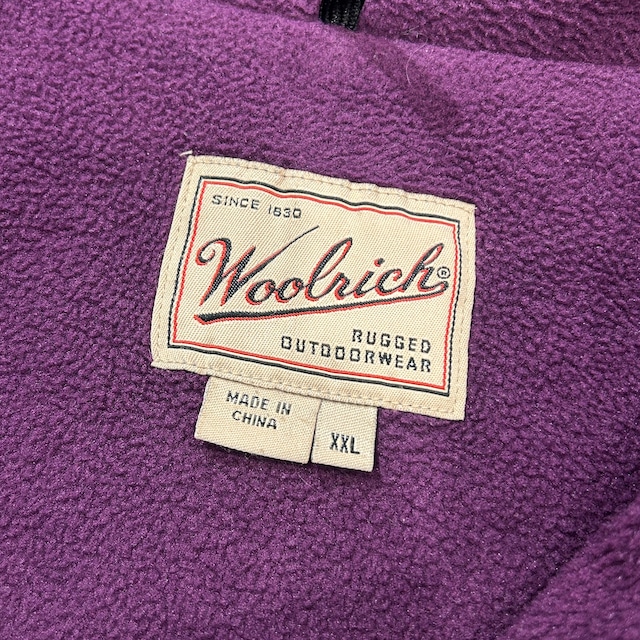 SINCE 1830
Woolrich®
RUGGED
OUTDOORWEAR
MADE IN
CHINA
XXL